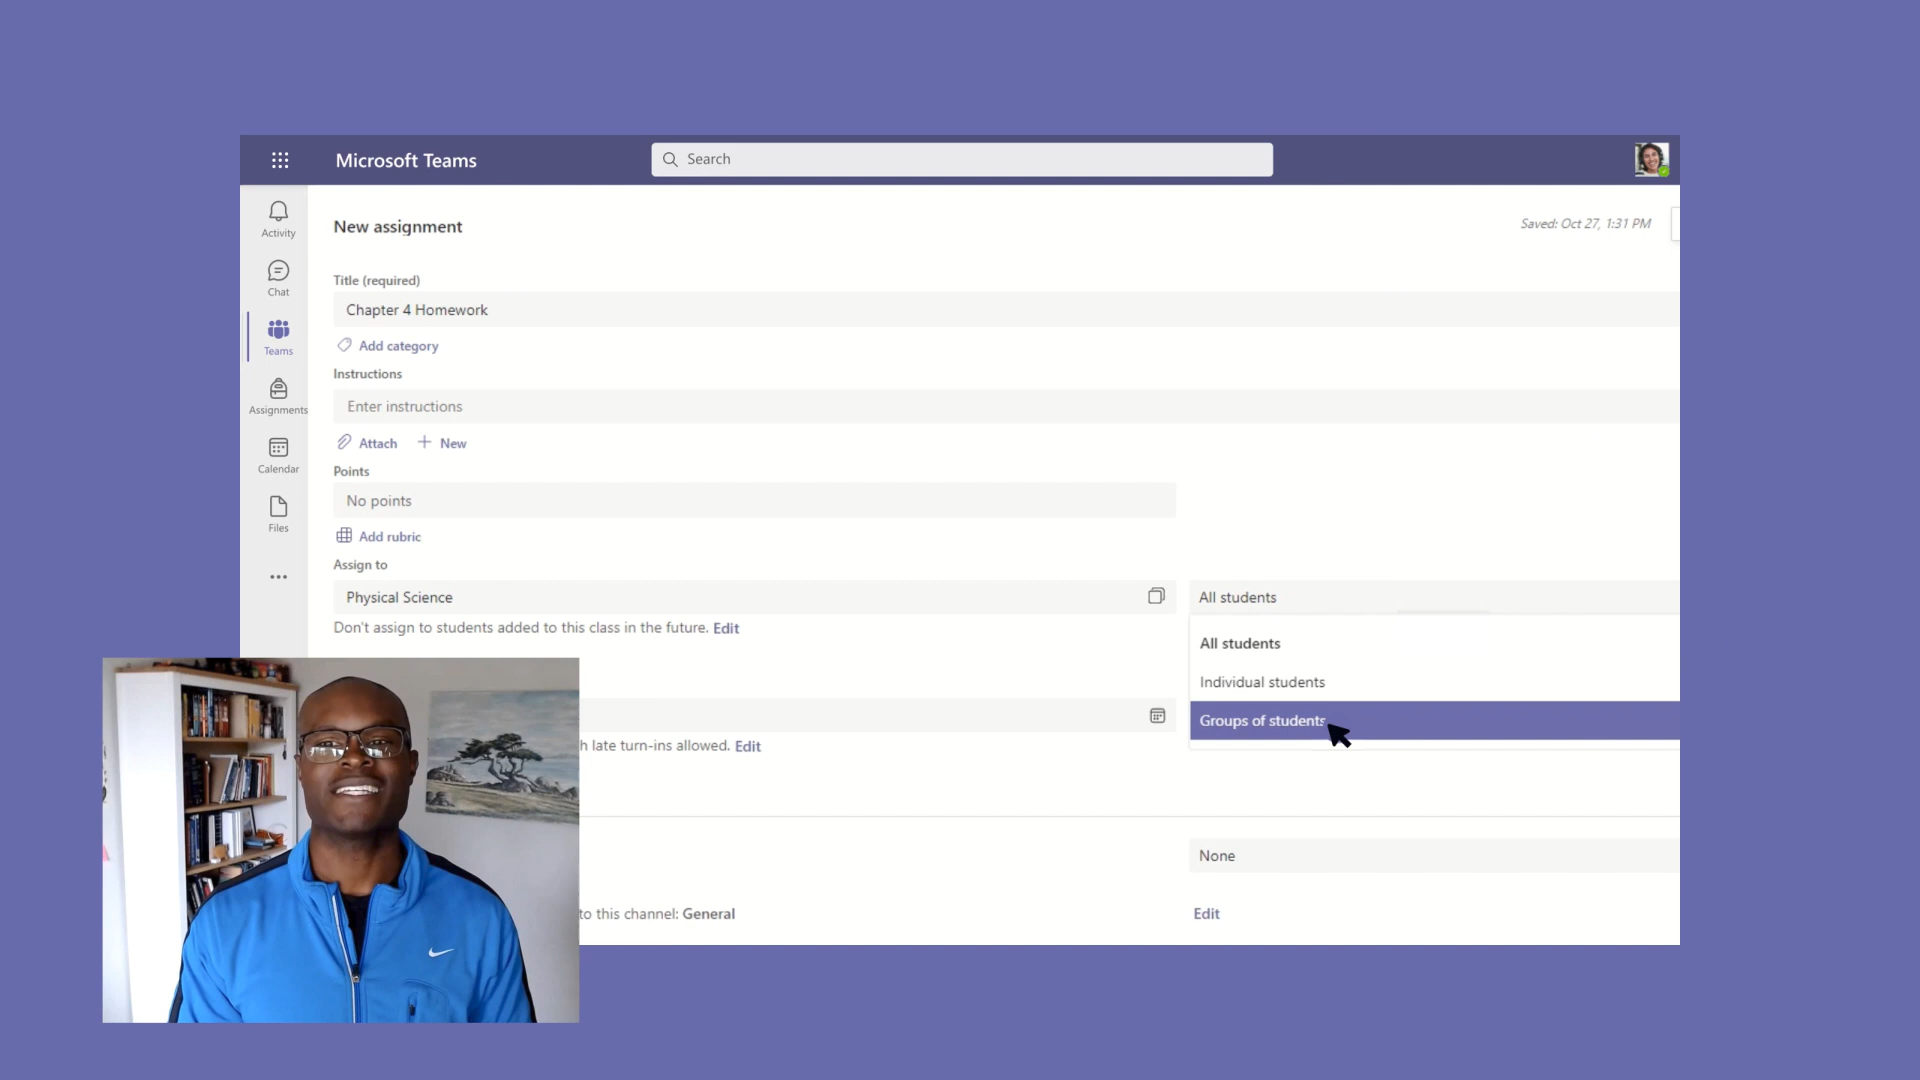 Microsoft Teams
Search
Activity
Chat
Teams
Assignments
Calendar
Files
New assignment
Saved: Oct 27, 1:31 PM
Title (required)
Chapter 4 Homework
Add category
Instructions
Enter instructions
Attach
New
Points
No points
Add rubric
Assign to
Physical Science
All students
Don't assign to students added to this class in the future. Edit
All students
Individual students
Groups of students
h late turn-ins allowed. Edit
None
to this channel: General
Edit